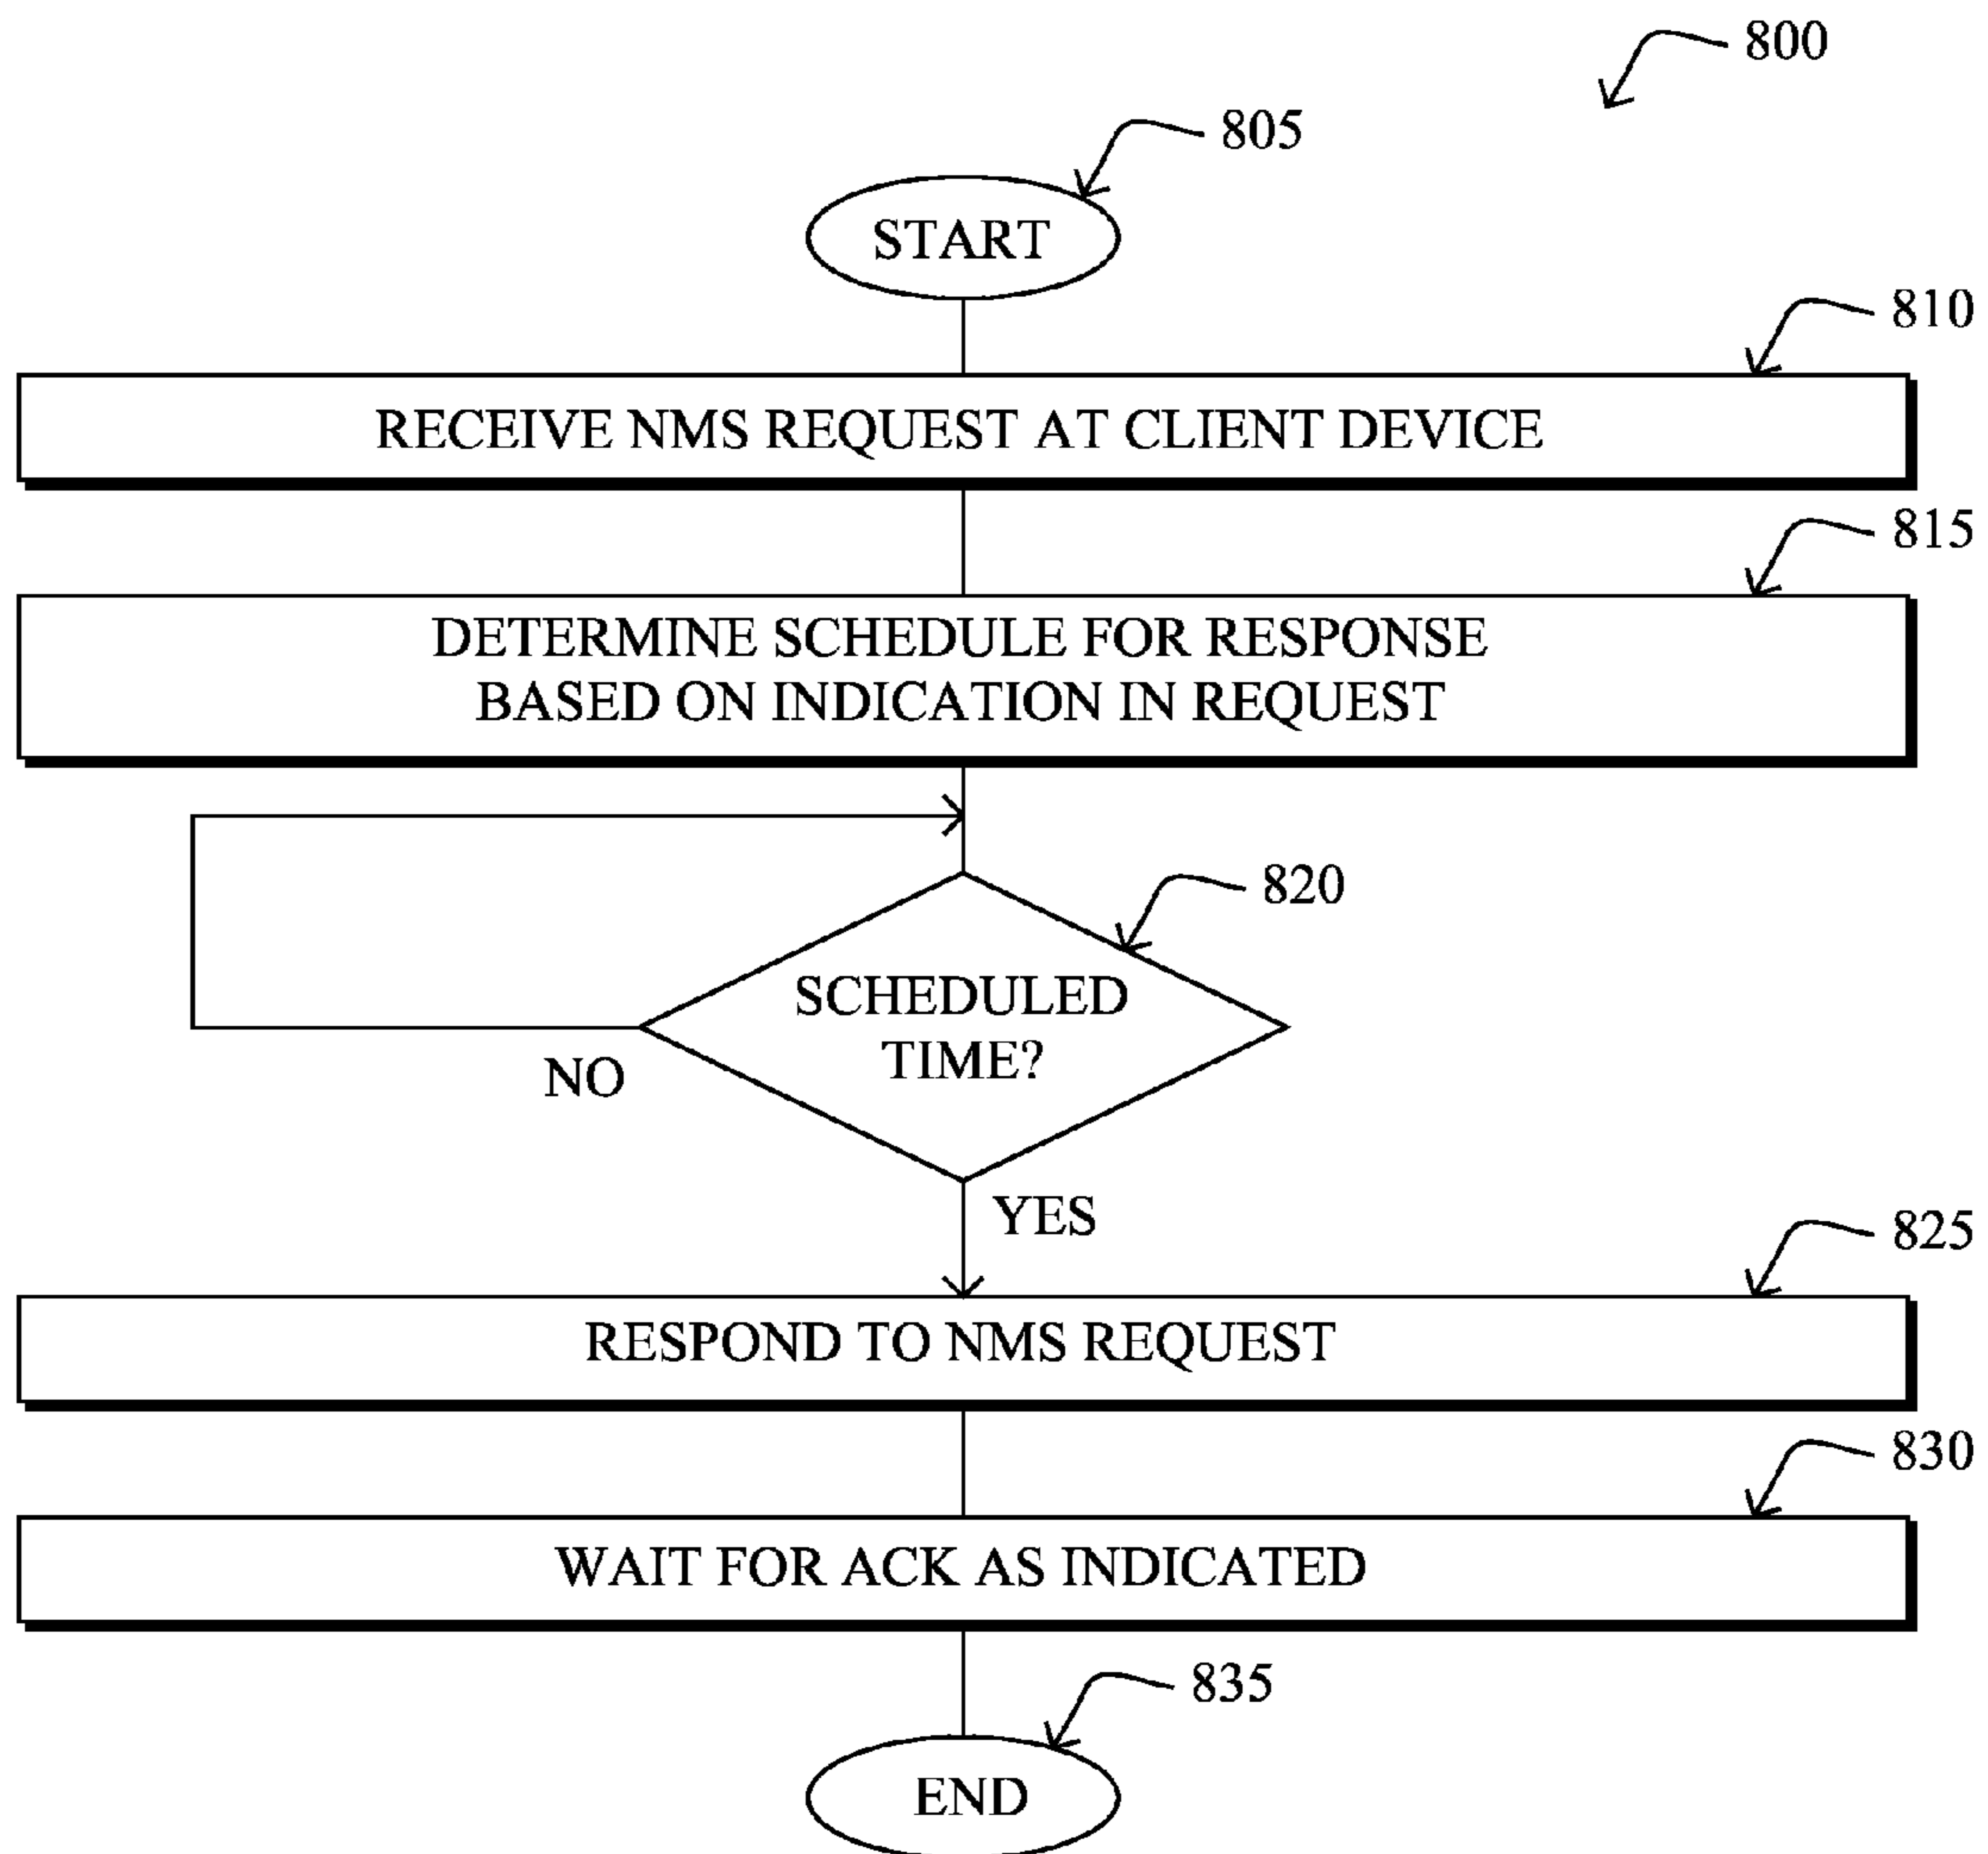 800
805
START
810
RECEIVE NMS REQUEST AT CLIENT DEVICE
815
DETERMINE SCHEDULE FOR RESPONSE
BASED ON INDICATION IN REQUEST
820
SCHEDULED
TIME?
NO
YES
825
RESPOND TO NMS REQUEST
830
WAIT FOR ACK AS INDICATED
835
END